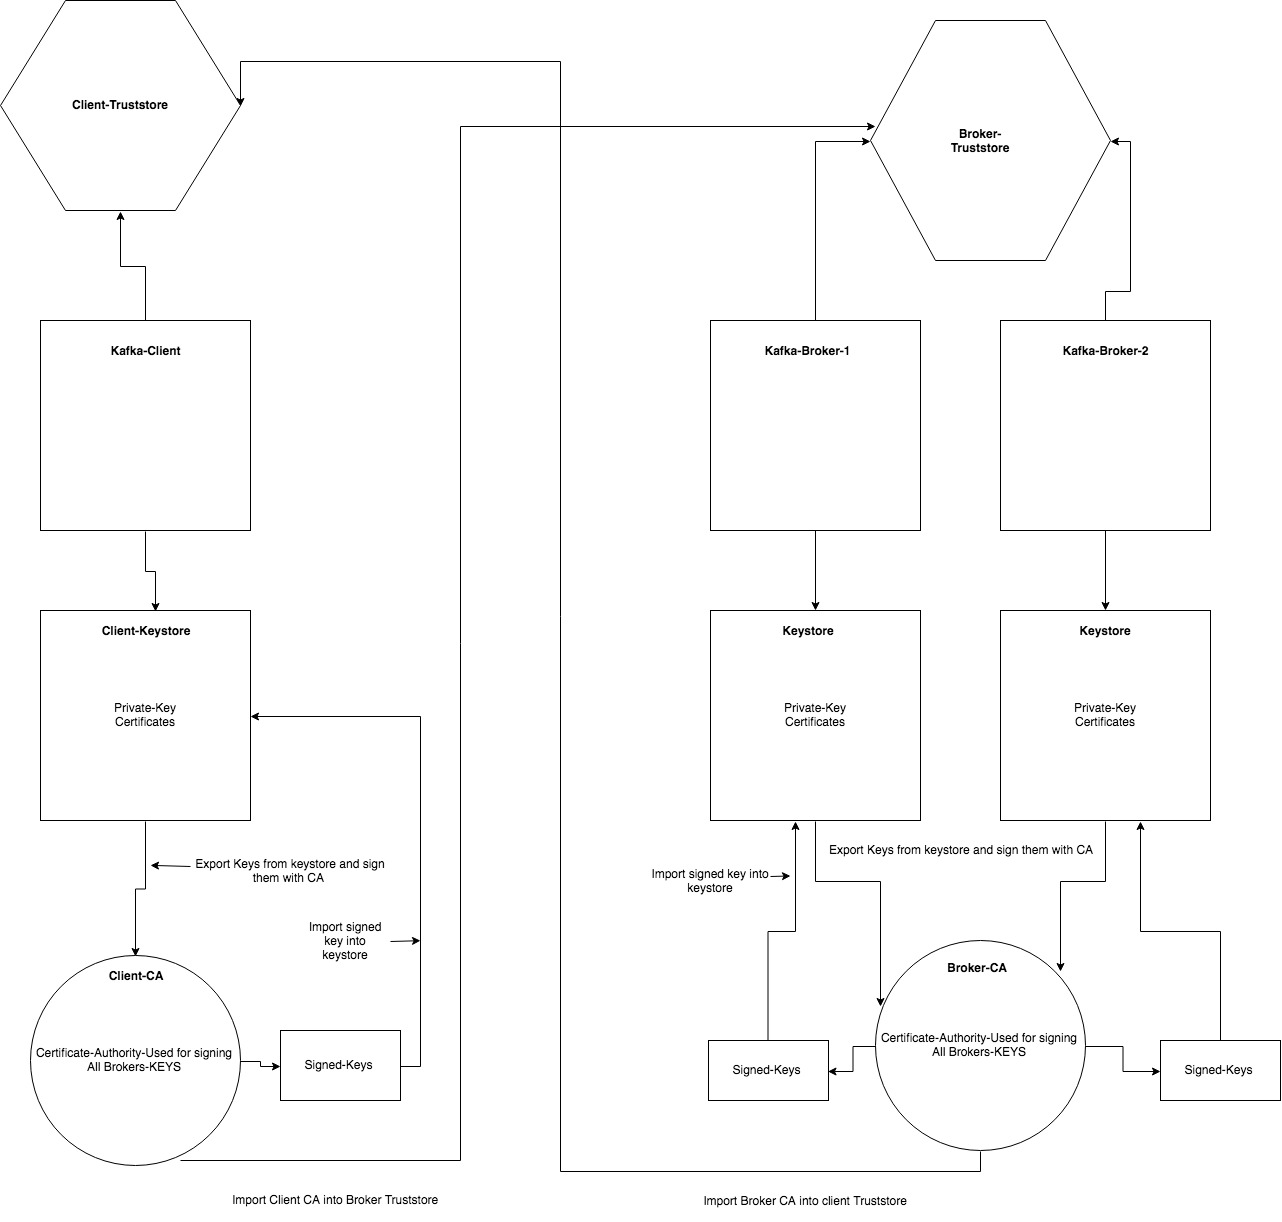 Client-Truststore
Broker-
Truststore
Kafka-Client
Kafka-Broker-1
Kafka-Broker-2
Client-Keystore
Private-Key
Certificates
Keystore
Private-Key
Certificates
Keystore
Private-Key
Certificates
Export Keys from keystore and sign
them with CA
Import signed
key into
keystore
Import signed key into
keystore
Export Keys from keystore and sign them with CA
Client-CA
Certificate-Authority-Used for signing
All Brokers-KEYS
Signed-Keys
Signed-Keys
Broker-CA
Certificate-Authority-Used for signing
All Brokers-KEYS
Signed-Keys
Import Client CA into Broker Truststore
Import Broker CA into client Truststore